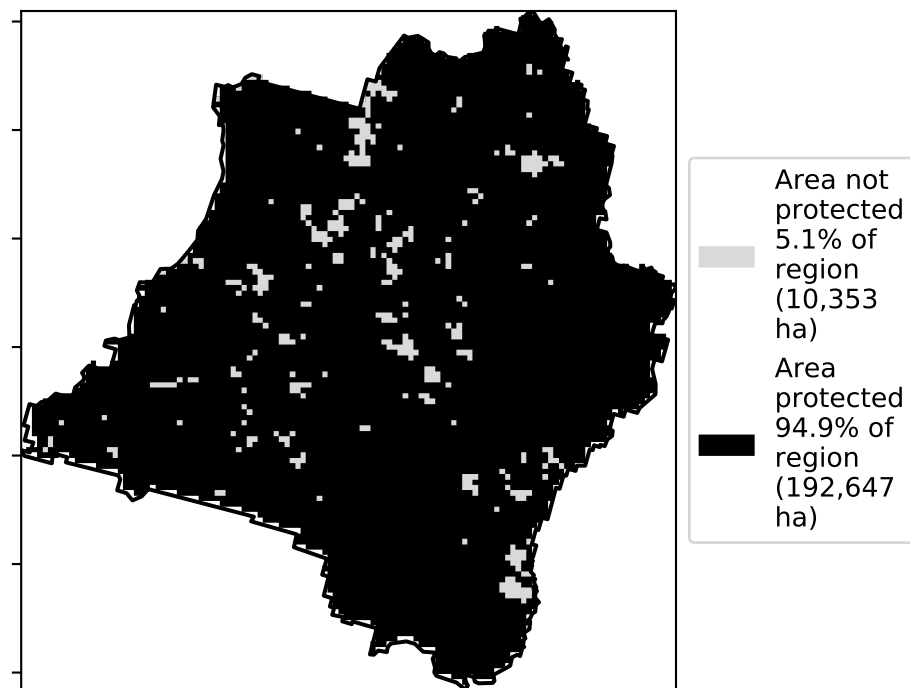 Area not
protected
5.1% of
region
(10,353
ha)
Area
protected
94.9% of
region
(192,647
ha)